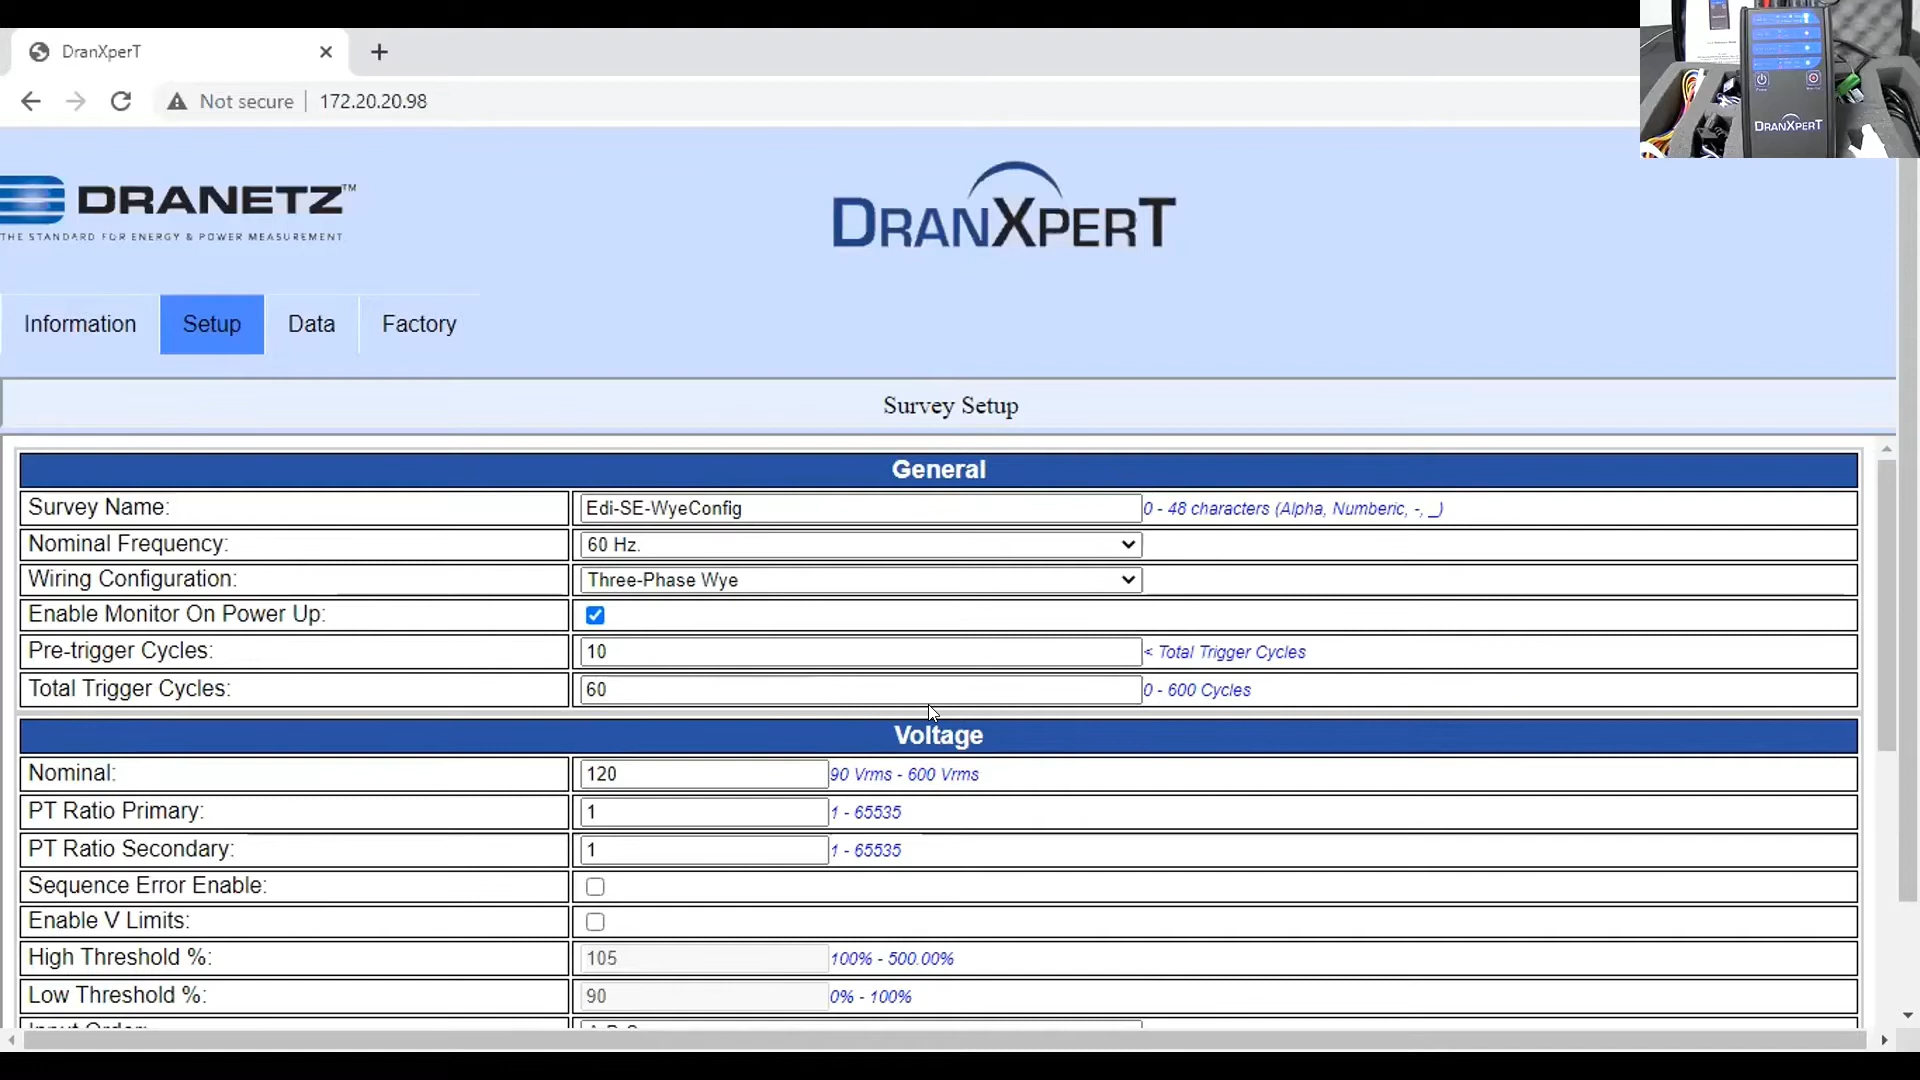 DranXpert
Not secure 172.20.20.98
DRANETZ™
THE STANDARD FOR ENERGY & POWER MEASUREMENT
DRANXPERT
DRANXPERT
Information Setup Data Factory
Survey Setup
General
Survey Name: Edi-SE-WyeConfig 0 - 48 characters (Alpha, Numberic, -, _)
Nominal Frequency: 60 Hz.
Wiring Configuration: Three-Phase Wye
Enable Monitor On Power Up:
Pre-trigger Cycles: 10 < Total Trigger Cycles
Total Trigger Cycles: 60 0 - 600 Cycles
Voltage
Nominal: 120 90 Vrms - 600 Vrms
PT Ratio Primary: 1 1 - 65535
PT Ratio Secondary: 1 1 - 65535
Sequence Error Enable:
Enable V Limits:
High Threshold %: 105 100% - 500.00%
Low Threshold %: 90 0% - 100%